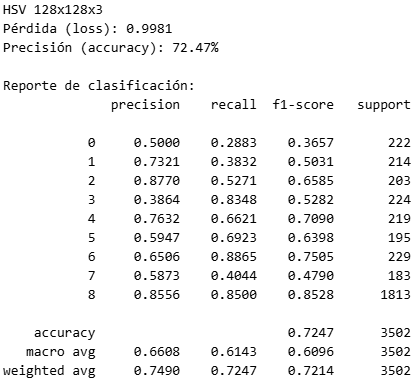 HSV 128x128x3
Pérdida (loss): 0.9981
Precisión (accuracy): 72.47%
Reporte de clasificación:
precision recall f1-score support
0 0.5000 0.2883 0.3657 222
1 0.7321 0.3832 0.5031 214
2 0.8770 0.5271 0.6585 203
3 0.3864 0.8348 0.5282 224
4 0.7632 0.6621 0.7090 219
5 0.5947 0.6923 0.6398 195
6 0.6506 0.8865 0.7505 229
7 0.5873 0.4044 0.4790 183
8 0.8556 0.8500 0.8528 1813
accuracy 0.7247 3502
macro avg 0.6608 0.6143 0.6096 3502
weighted avg 0.7490 0.7247 0.7214 3502